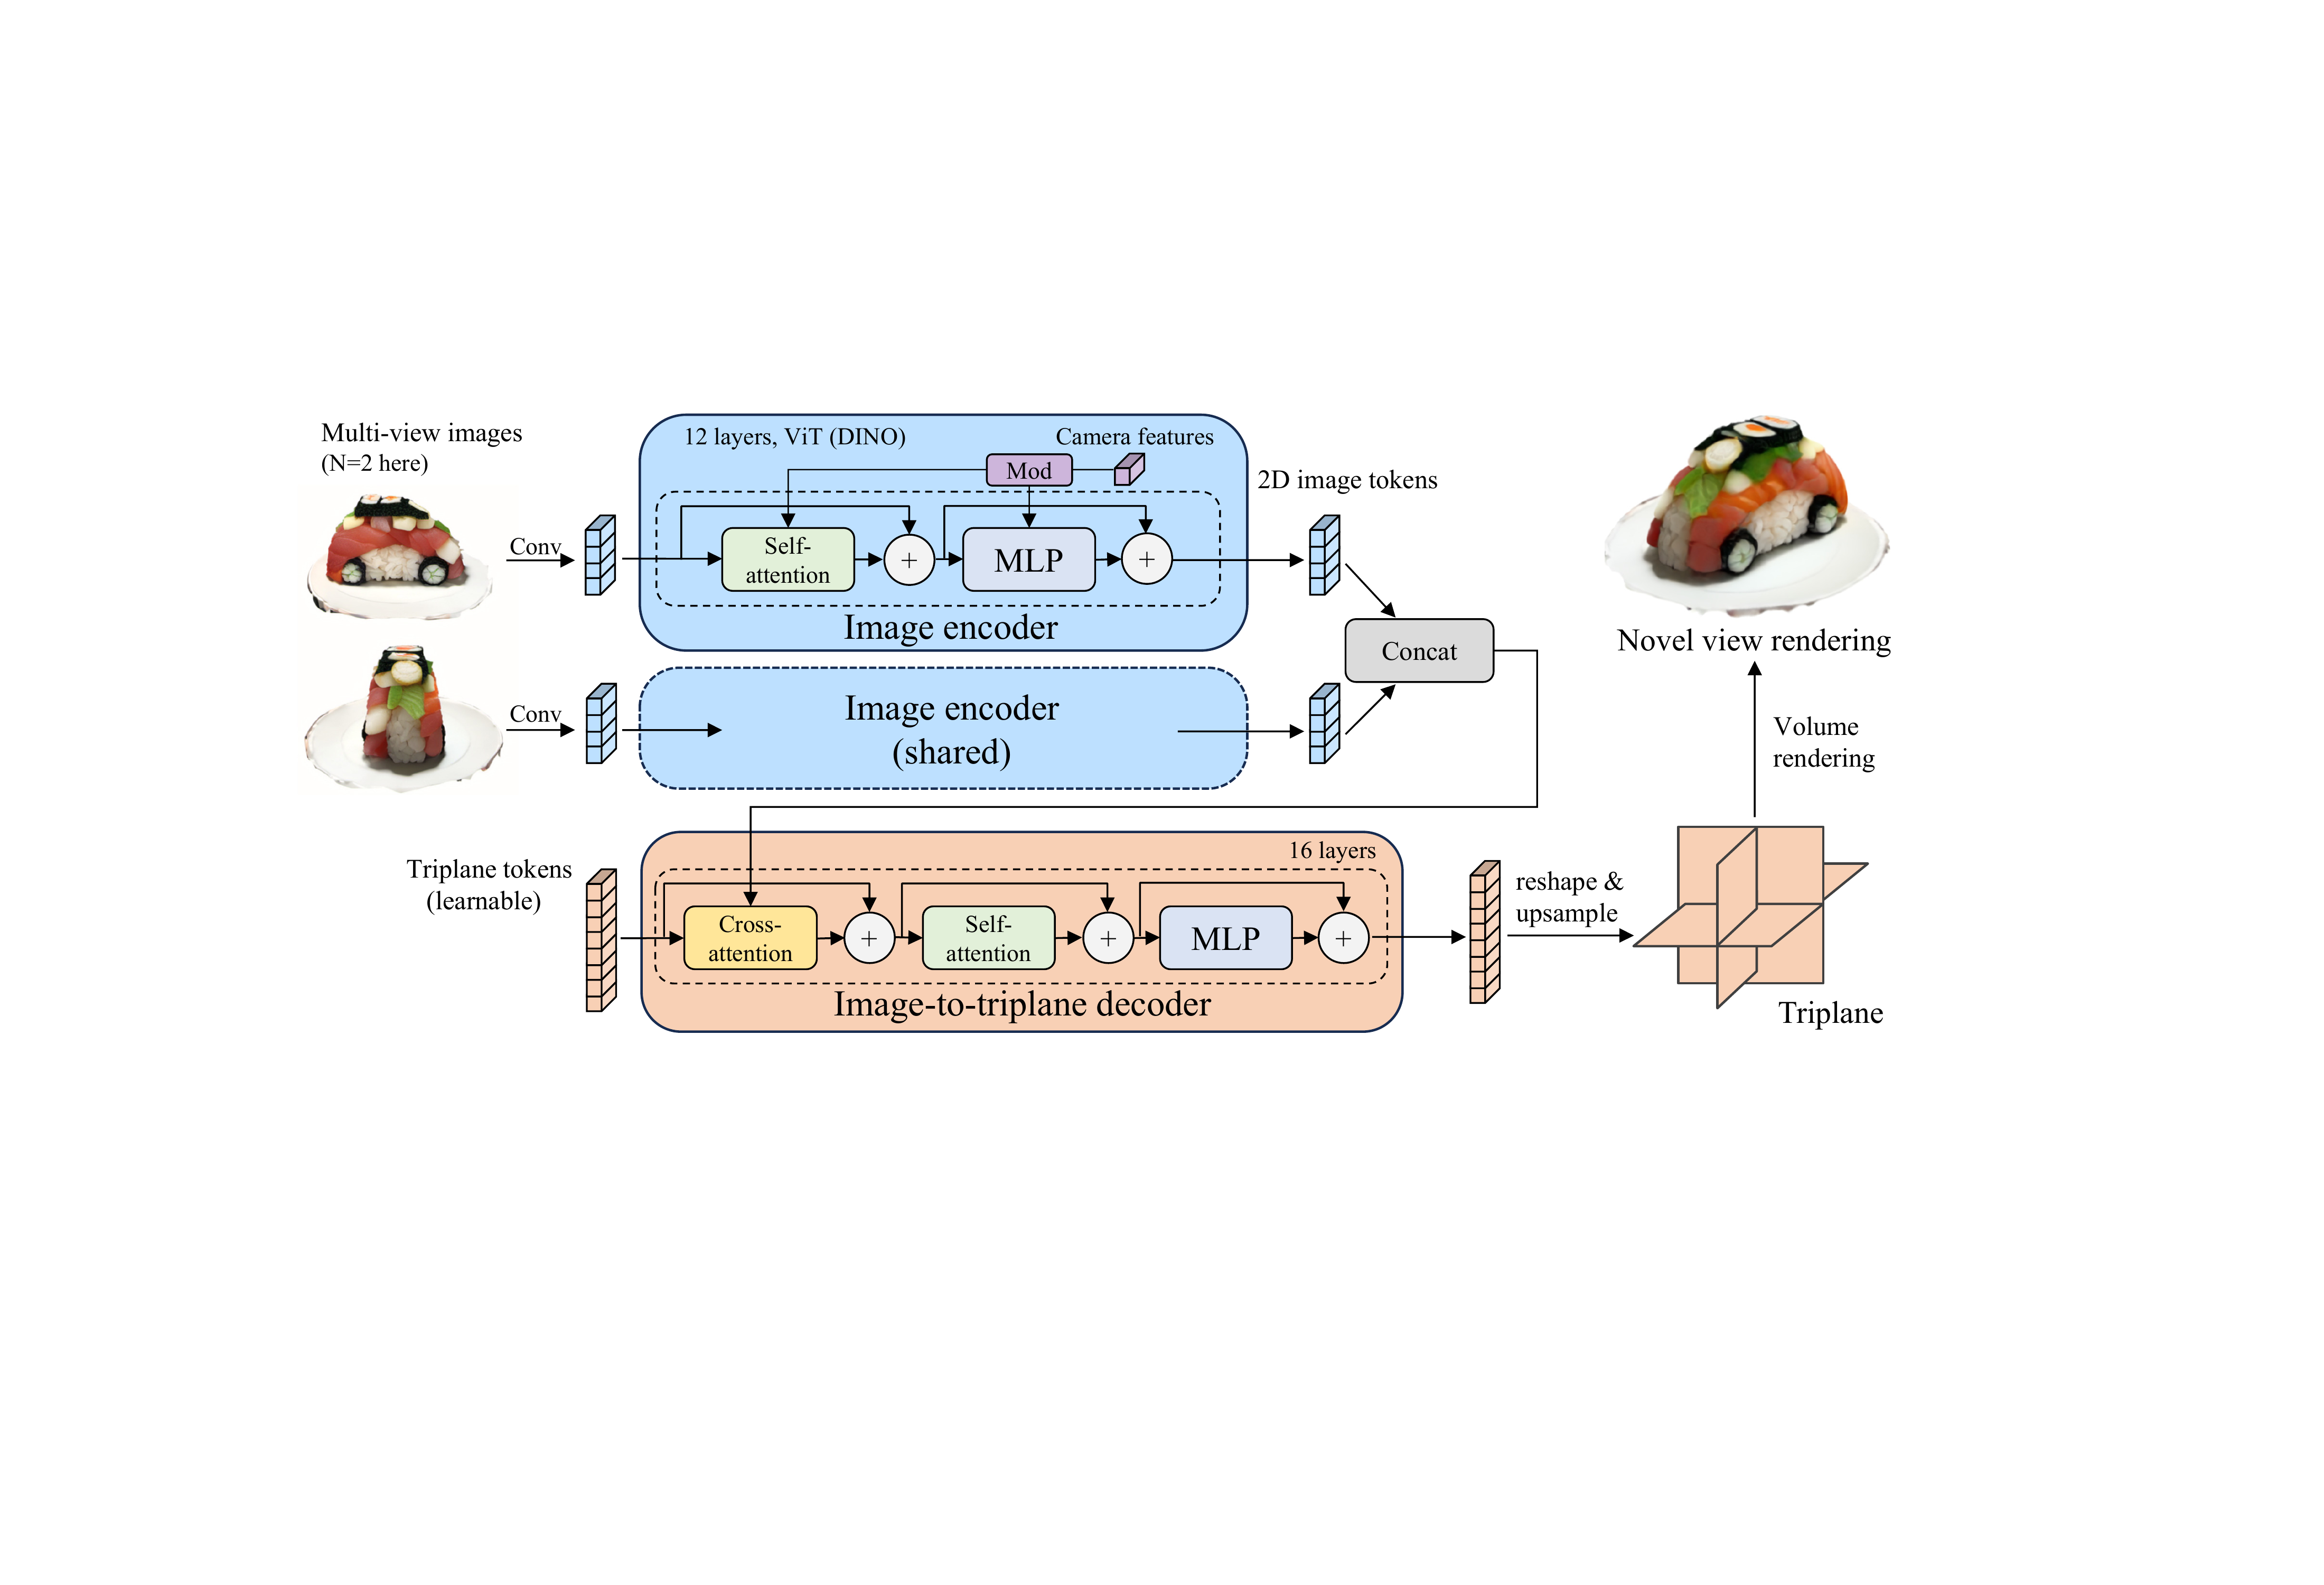 Multi-view images
(N=2 here)
Conv
12 layers, ViT (DINO)
Camera features
Mod
Self-
attention
+
MLP
+
Image encoder
2D image tokens
Conv
Image encoder
(shared)
Concat
Triplane tokens
(learnable)
16 layers
Cross-
attention
+
Self-
attention
+
MLP
+
Image-to-triplane decoder
reshape &
upsample
Triplane
Volume
rendering
Novel view rendering